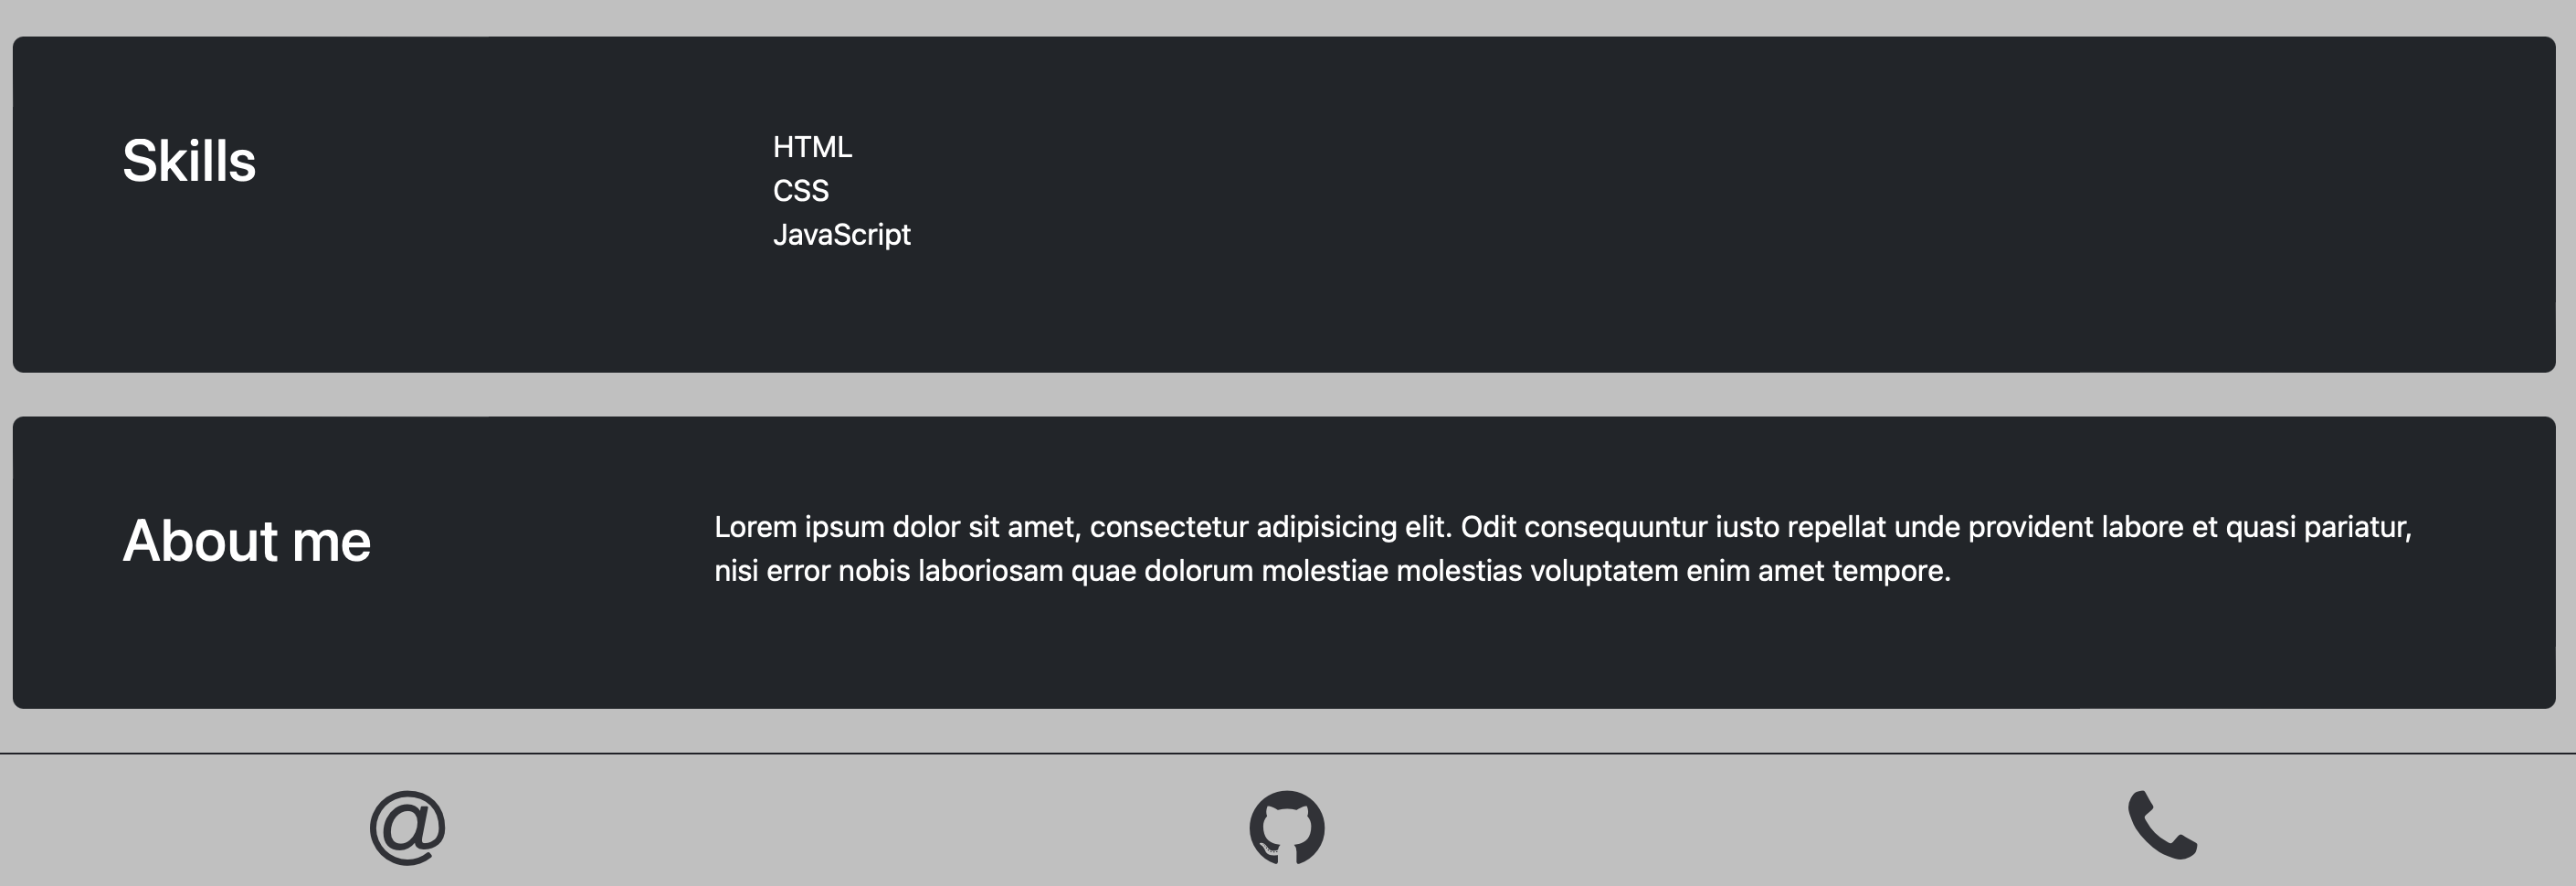 Skills
HTML
CSS
JavaScript
About me
Lorem ipsum dolor sit amet, consectetur adipisicing elit. Odit consequuntur iusto repellat unde provident labore et quasi pariatur,
nisi error nobis laboriosam quae dolorum molestiae molestias voluptatem enim amet tempore.
@